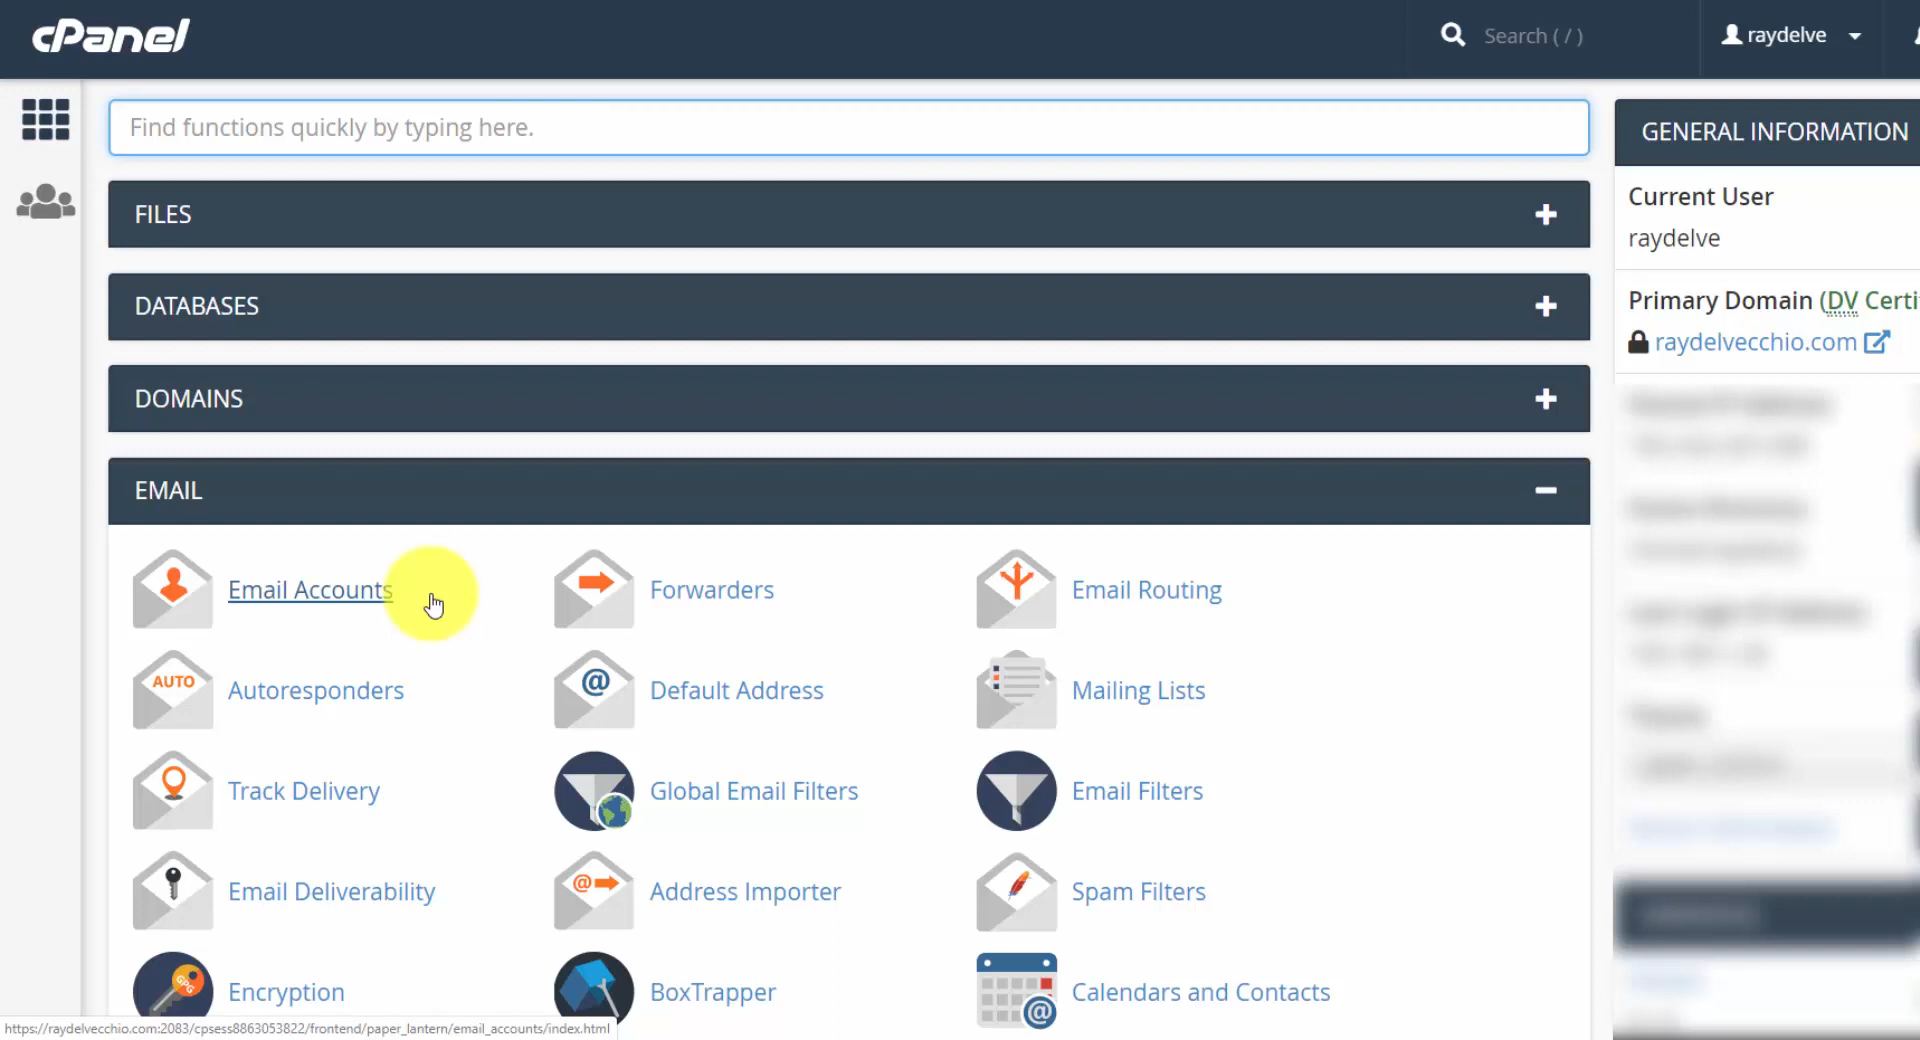 cPanel
Search ( / )
raydelve
Find functions quickly by typing here.
GENERAL INFORMATION
FILES
Current User
raydelve
DATABASES
Primary Domain (DV Certi
raydelvecchio.com
DOMAINS
EMAIL
Email Accounts
Forwarders
Email Routing
AUTO
Autoresponders
@
Default Address
Mailing Lists
Track Delivery
Global Email Filters
Email Filters
Email Deliverability
@
Address Importer
Spam Filters
GPG
Encryption
BoxTrapper
@
Calendars and Contacts
https://raydelvecchio.com:2083/cpsess8863053822/frontend/paper_lantern/email_accounts/index.html